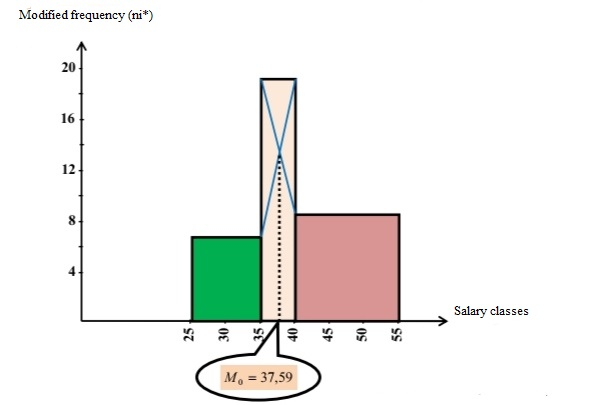 Modified frequency (ni*)
20
16
12
8
4
Salary classes
25 30 35 40 45 50 55
M₀ = 37,59